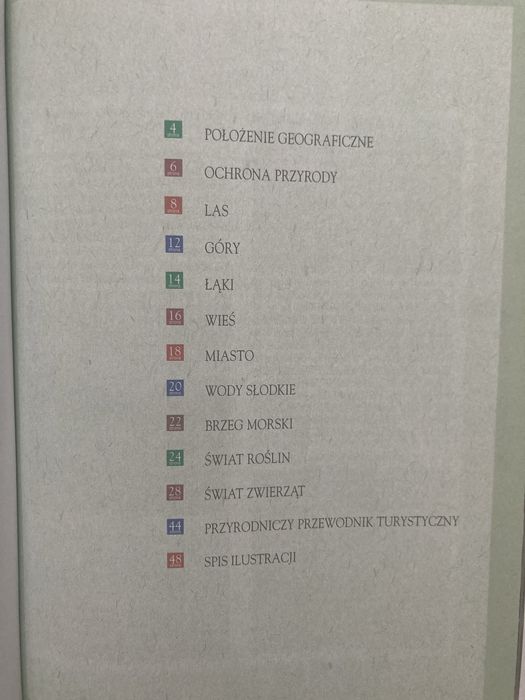 4 POŁOŻENIE GEOGRAFICZNE
6 OCHRONA PRZYRODY
8 LAS
12 GÓRY
14 ŁĄKI
16 WIEŚ
18 MIASTO
20 WODY SŁODKIE
22 BRZEG MORSKI
24 ŚWIAT ROŚLIN
28 ŚWIAT ZWIERZĄT
44 PRZYRODNICZY PRZEWODNIK TURYSTYCZNY
48 SPIS ILUSTRACJI